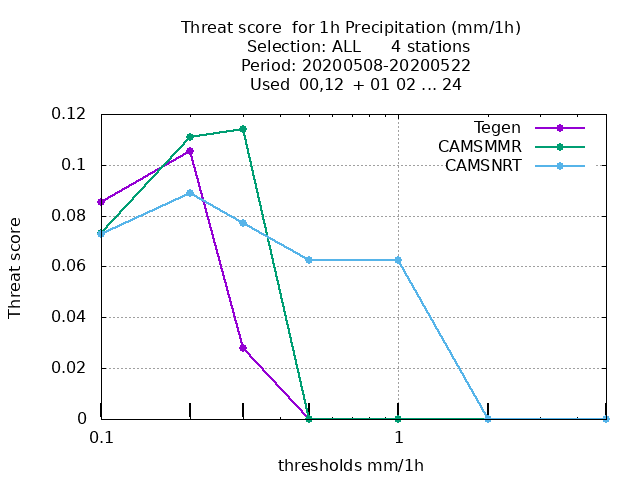 Threat score  for 1h Precipitation (mm/1h)
Selection: ALL      4 stations
Period: 20200508-20200522
Used  00,12  + 01 02 ... 24
Tegen
CAMSMMR
CAMSNRT
0.12
0.1
0.08
0.06
0.04
0.02
0
Threat score
0.1
1
thresholds mm/1h